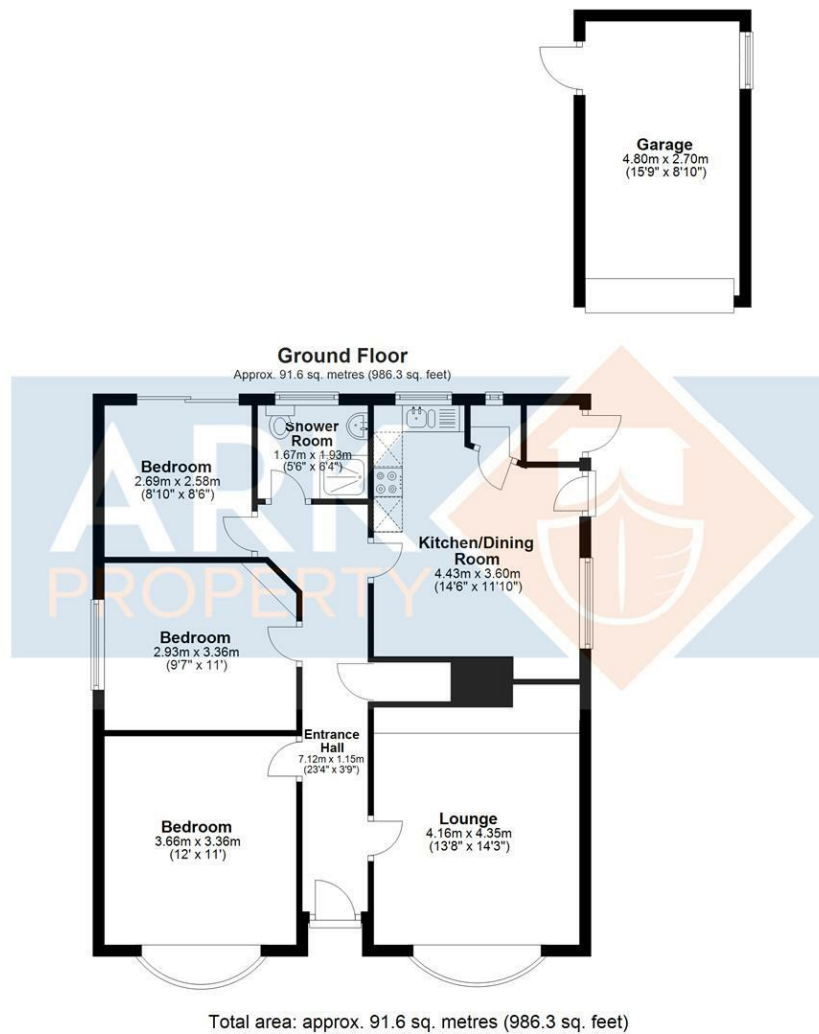 Garage
4.80m x 2.70m
(15'9" x 8'10")
Ground Floor
Approx. 91.6 sq. metres (986.3 sq. feet)
Shower
Room
1.67m x 1.93m
(5'6" x 6'4")
Bedroom
2.69m x 2.58m
(8'10" x 8'6")
ARK
PROPERTY
Kitchen/Dining
Room
4.43m x 3.60m
(14'6" x 11'10")
Bedroom
2.93m x 3.36m
(9'7" x 11')
Entrance
Hall
7.12m x 1.15m
(23'4" x 3'9")
Bedroom
3.66m x 3.36m
(12' x 11')
Lounge
4.16m x 4.35m
(13'8" x 14'3")
Total area: approx. 91.6 sq. metres (986.3 sq. feet)